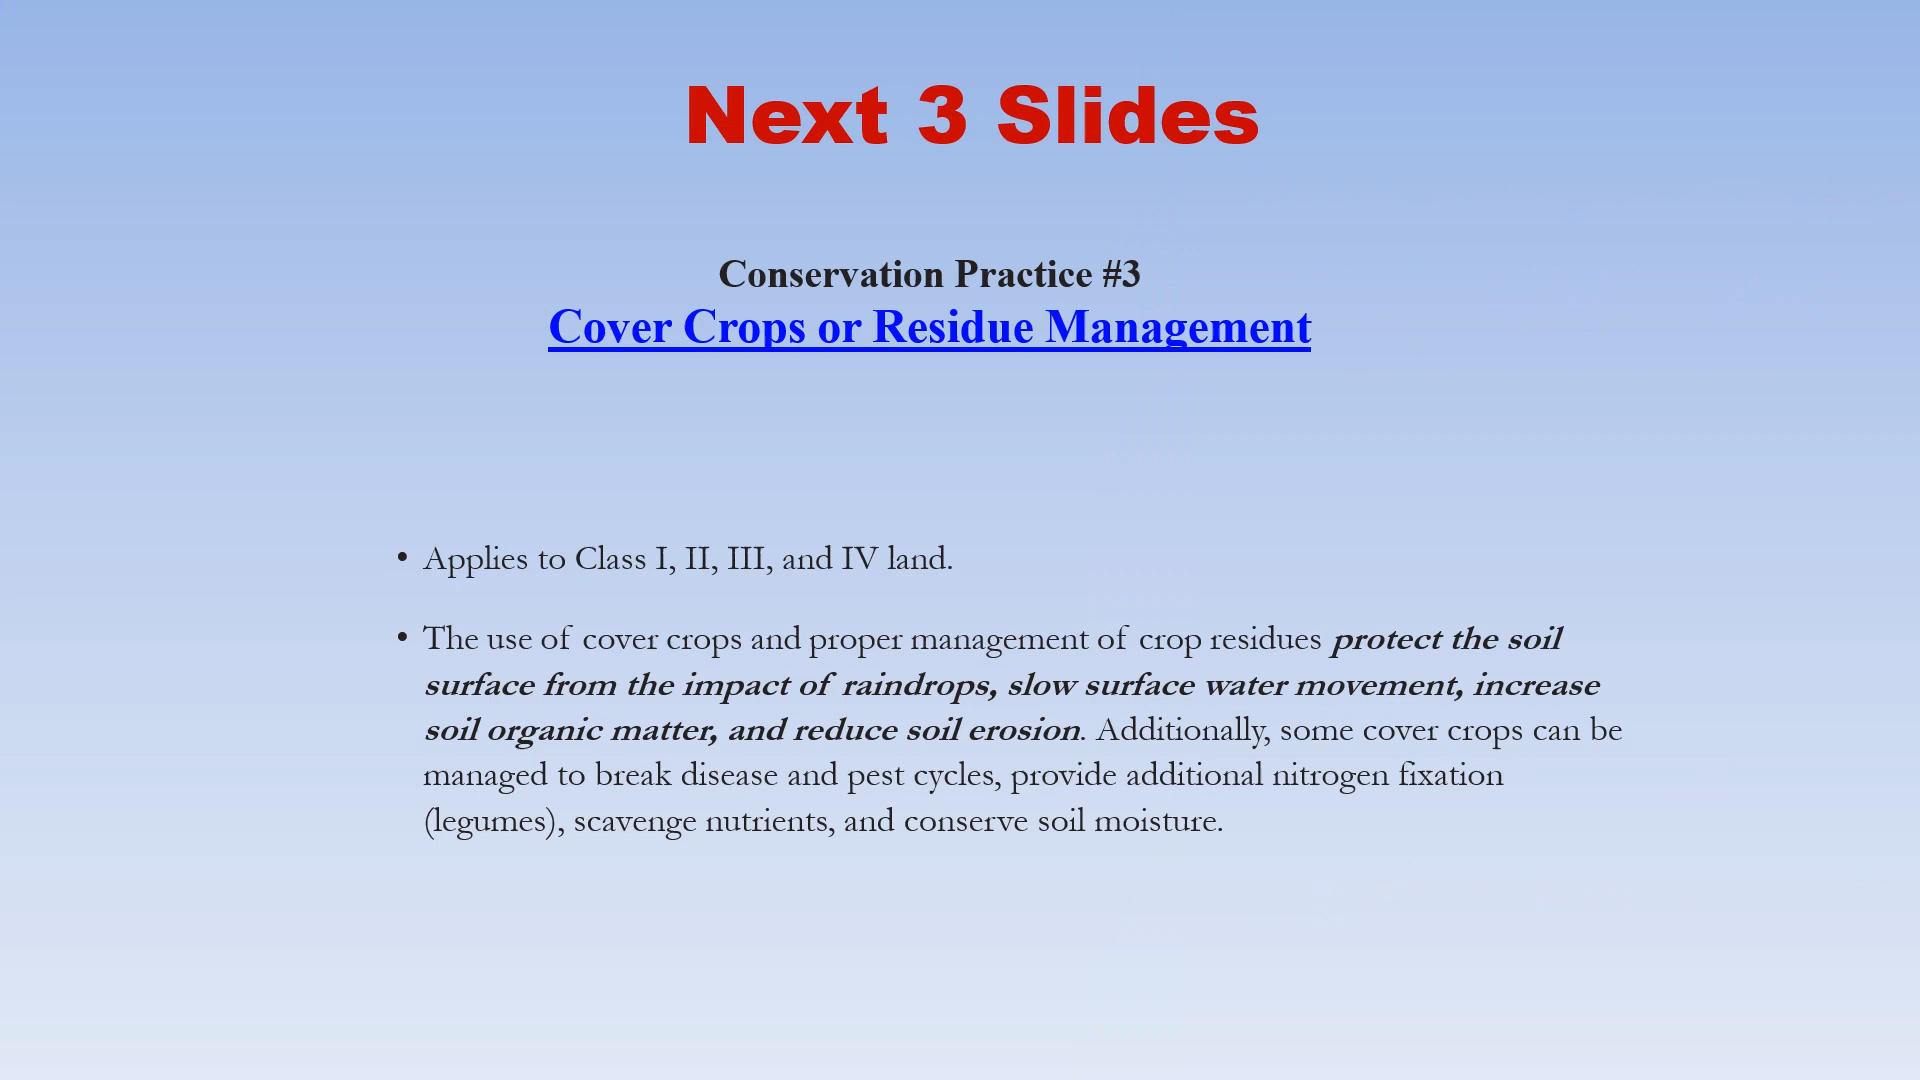 Next 3 Slides
Conservation Practice #3
Cover Crops or Residue Management
• Applies to Class I, II, III, and IV land.
• The use of cover crops and proper management of crop residues protect the soil
surface from the impact of raindrops, slow surface water movement, increase
soil organic matter, and reduce soil erosion. Additionally, some cover crops can be
managed to break disease and pest cycles, provide additional nitrogen fixation
(legumes), scavenge nutrients, and conserve soil moisture.